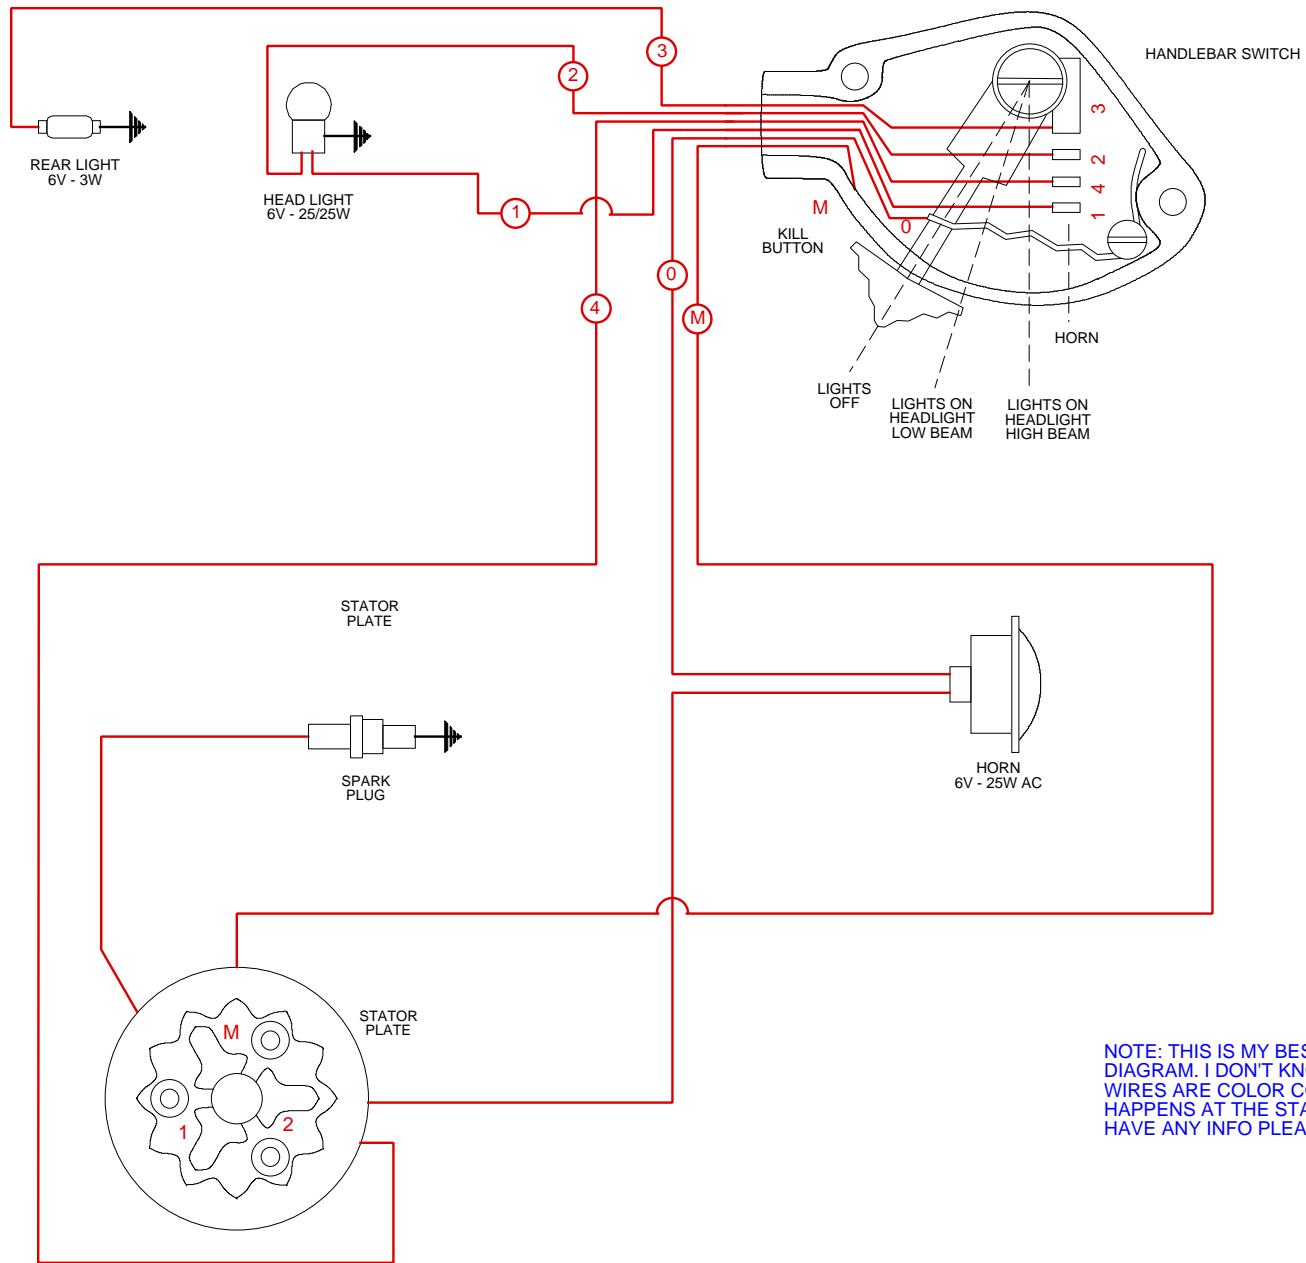 3
HANDLEBAR SWITCH
2
REAR LIGHT
6V - 3W
HEAD LIGHT
6V - 25/25W
1
3
2
4
1
M
0
KILL
BUTTON
0
4
M
HORN
LIGHTS
OFF
LIGHTS ON
HEADLIGHT
LOW BEAM
LIGHTS ON
HEADLIGHT
HIGH BEAM
STATOR
PLATE
SPARK
PLUG
HORN
6V - 25W AC
STATOR
PLATE
M
1
2
NOTE: THIS IS MY
DIAGRAM. I DON'T
WIRES ARE COLOR
HAPPENS AT THE
HAVE ANY INFO